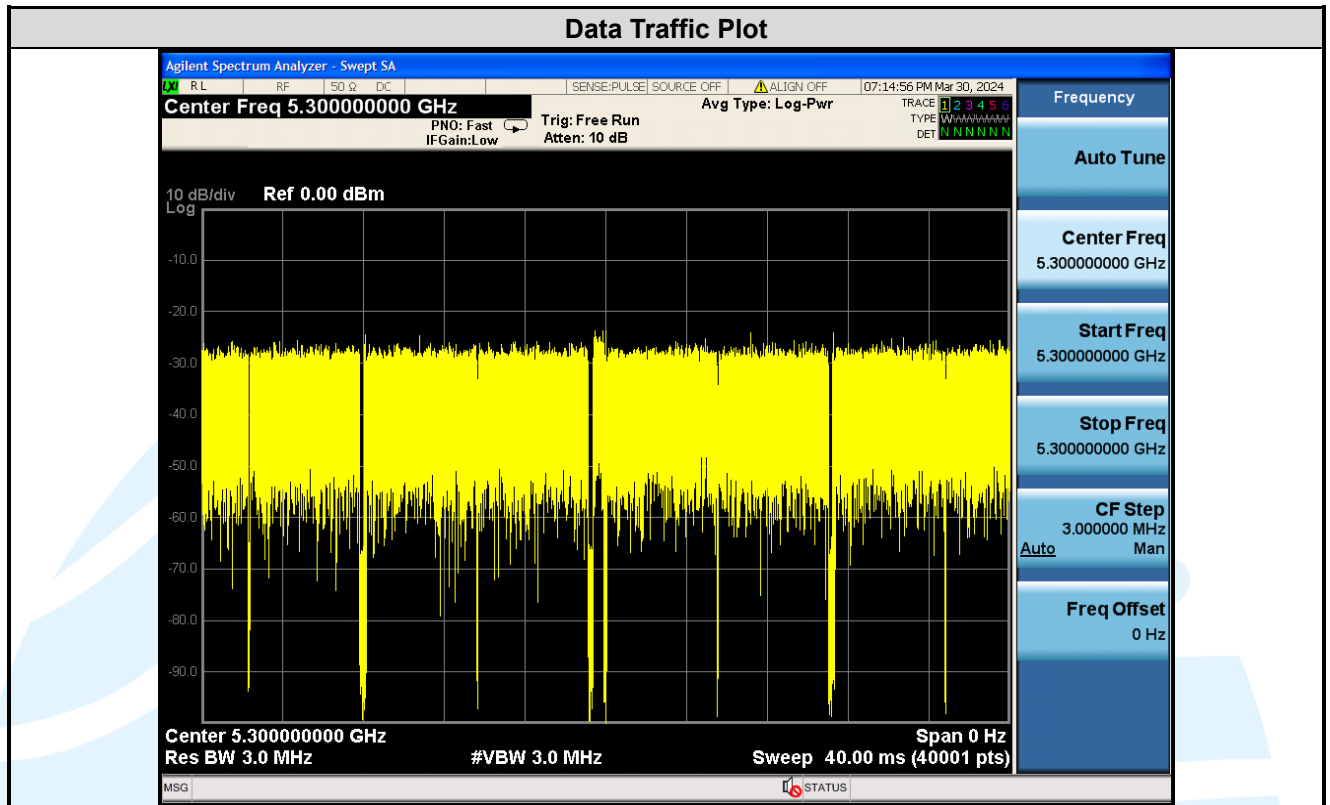 Data Traffic Plot
Agilent Spectrum Analyzer - Swept SA
LXI RL RF 50 Ω DC SENSE:PULSE SOURCE OFF ALIGN OFF 07:14:56 PM Mar 30, 2024
Center Freq 5.300000000 GHz
PNO: Fast
IFGain:Low
Trig: Free Run
Atten: 10 dB
Avg Type: Log-Pwr
TRACE 1 2 3 4 5 6
TYPE WWWWWW
DET N N N N N N
10 dB/div Ref 0.00 dBm
Log
-10.0
-20.0
-30.0
-40.0
-50.0
-60.0
-70.0
-80.0
-90.0
Center 5.300000000 GHz Span 0 Hz
Res BW 3.0 MHz #VBW 3.0 MHz Sweep 40.00 ms (40001 pts)
MSG STATUS
Frequency
Auto Tune
Center Freq
5.300000000 GHz
Start Freq
5.300000000 GHz
Stop Freq
5.300000000 GHz
CF Step
3.000000 MHz
Auto Man
Freq Offset
0 Hz